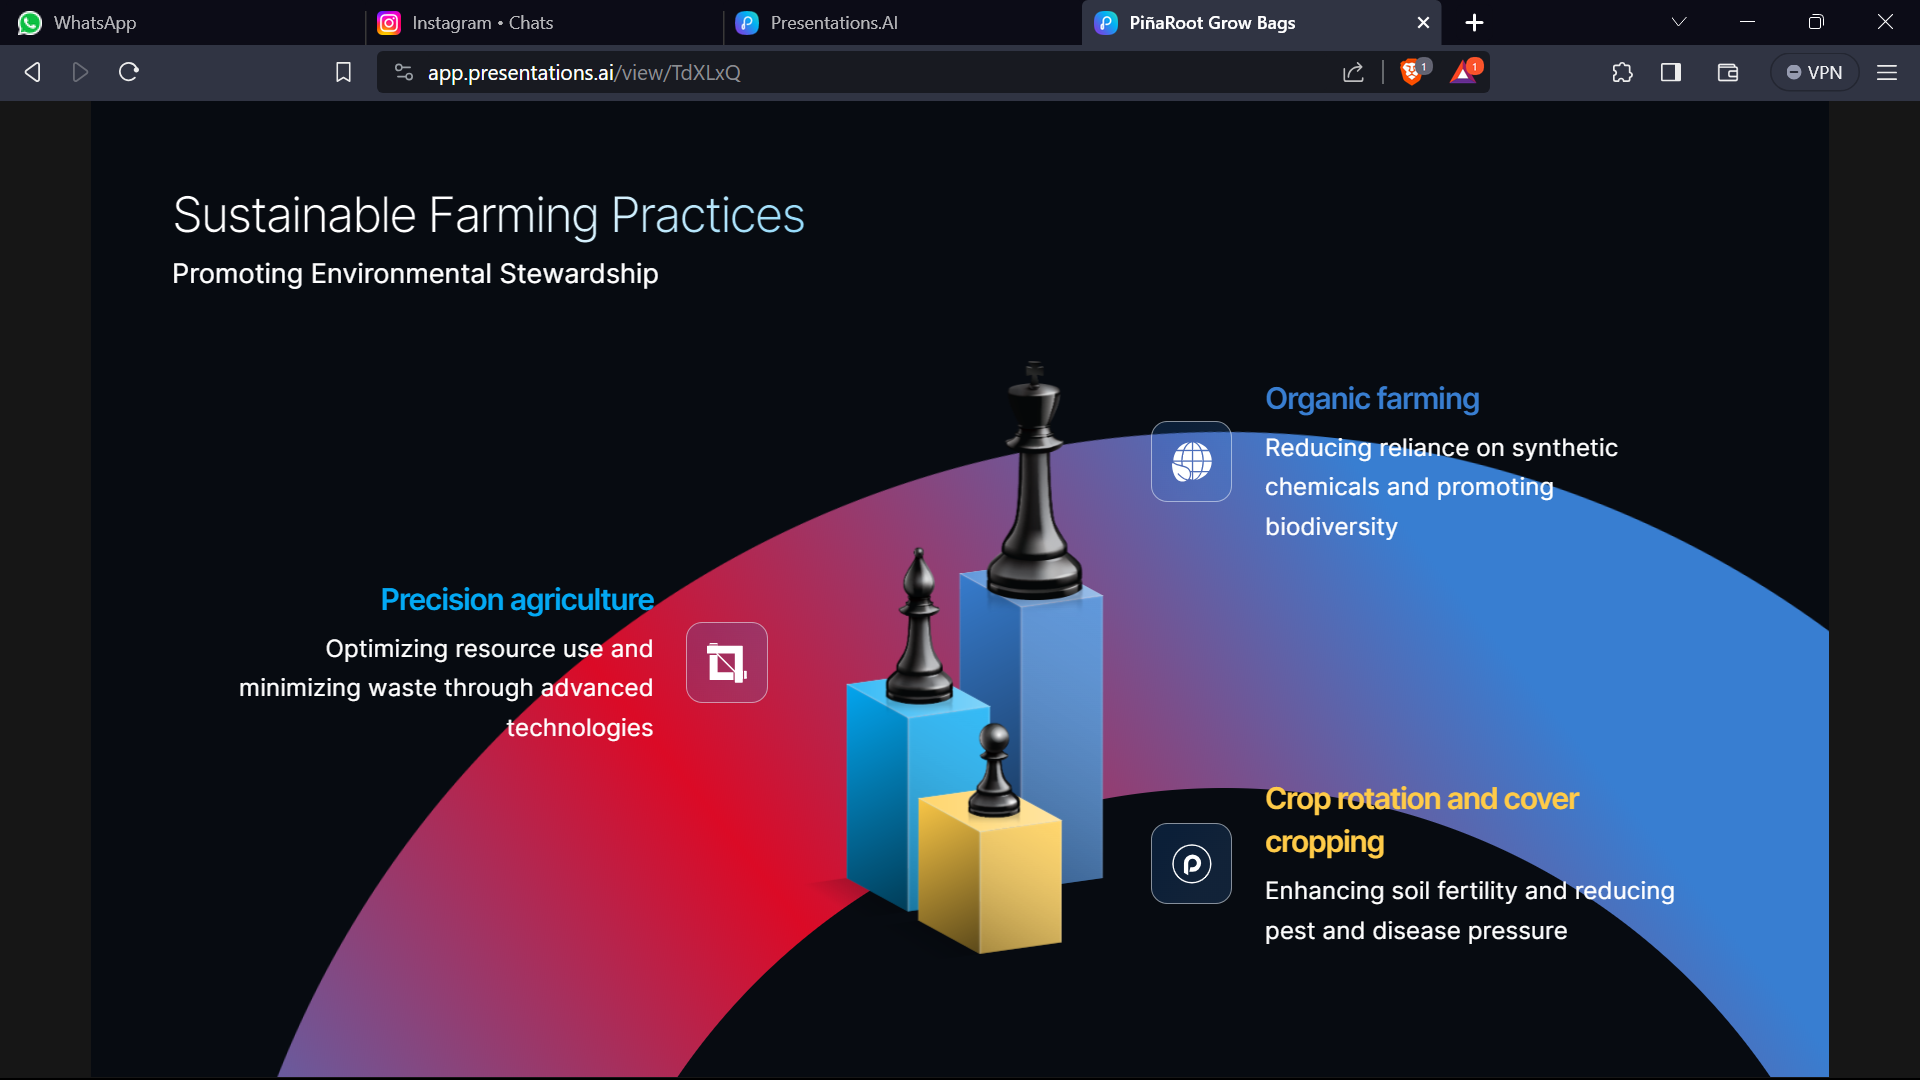 WhatsApp
Instagram • Chats
Presentations.AI
PiñaRoot Grow Bags
app.presentations.ai/view/TdXLxQ
1
1
VPN
Sustainable Farming Practices
Promoting Environmental Stewardship
Organic farming
Reducing reliance on synthetic
chemicals and promoting
biodiversity
Precision agriculture
Optimizing resource use and
minimizing waste through advanced
technologies
Crop rotation and cover
cropping
Enhancing soil fertility and reducing
pest and disease pressure